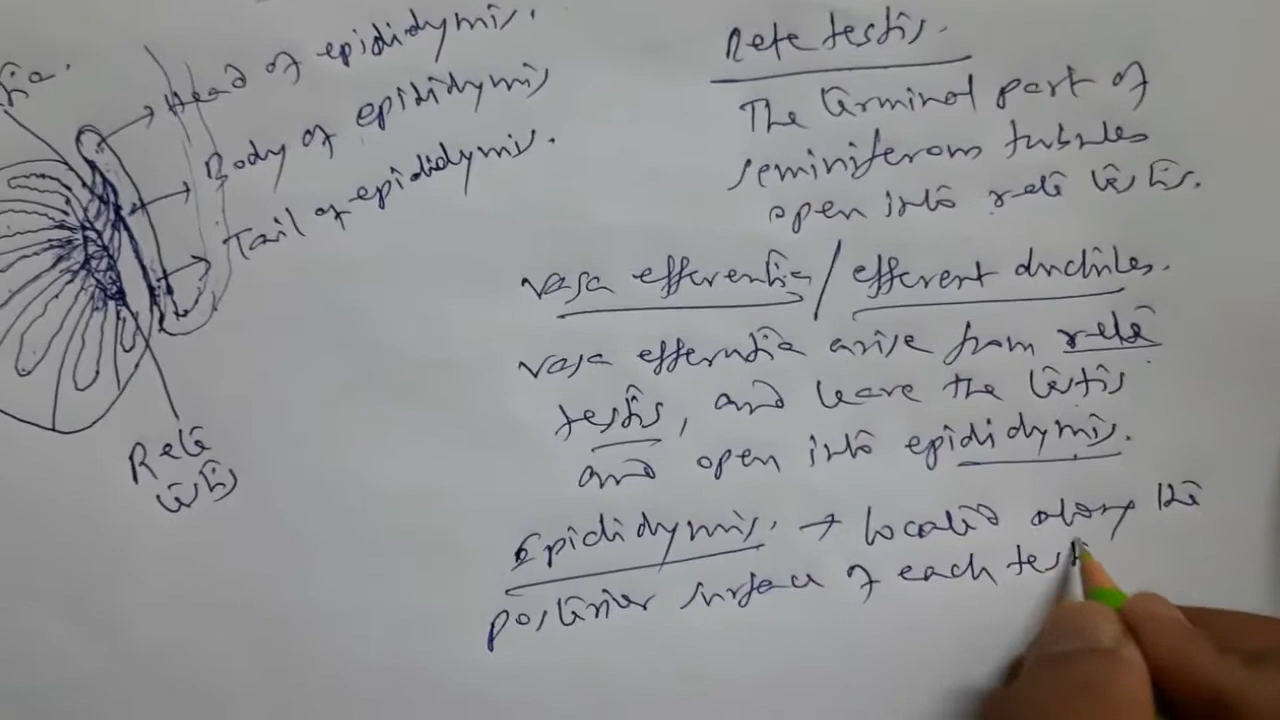 Head of epididymis.
Body of epididymis
Tail of epididymis.
Rete
testis
Rete testis.
The terminal part of
seminiferous tubules
open into rete testis.
vasa efferentia / efferent ductules.
vasa efferentia arise from rete
testis, and leave the testis
and open into epididymis.
Epididymis. → located along the
posterior surface of each testi